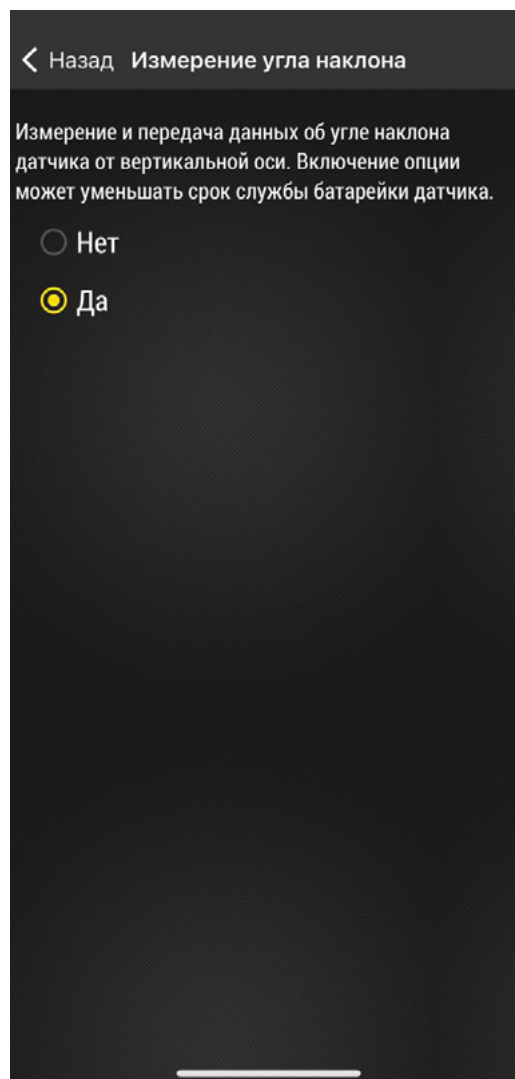 Назад Измерение угла наклона
Измерение и передача данных об угле наклона
датчика от вертикальной оси. Включение опции
может уменьшать срок службы батарейки датчика.
Нет
Да